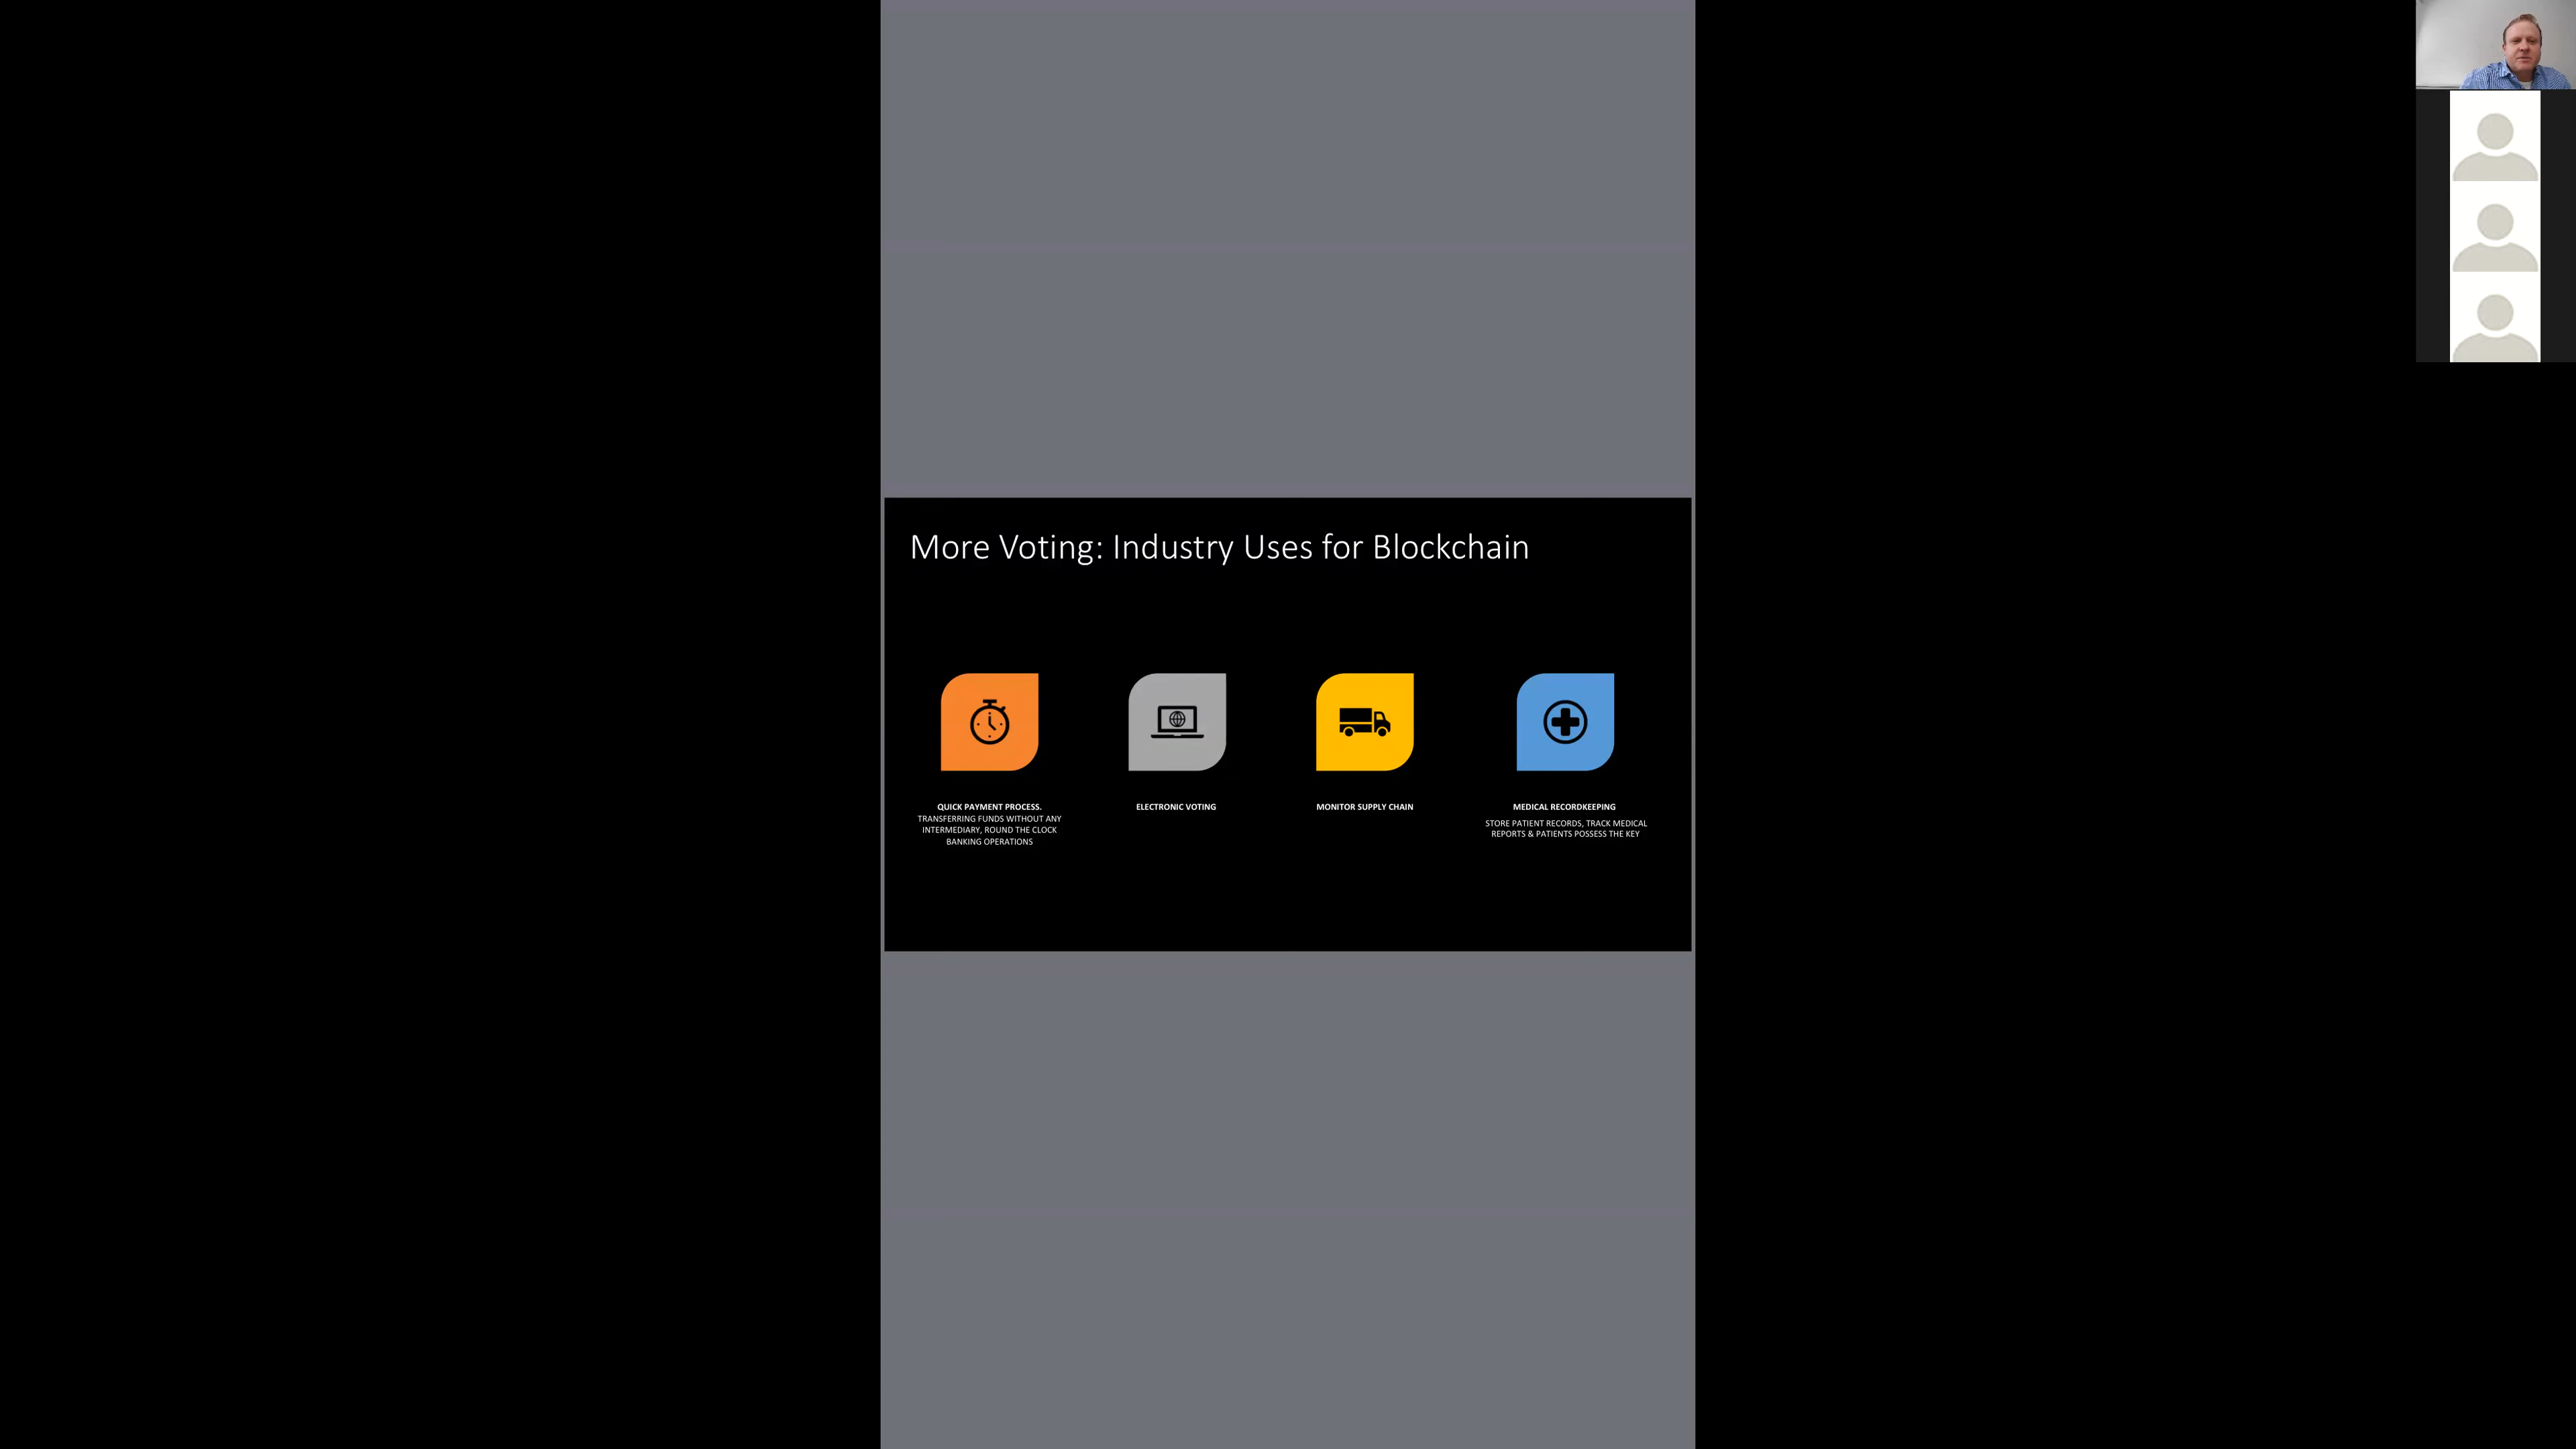 More Voting: Industry Uses for Blockchain
QUICK PAYMENT PROCESS.
TRANSFERRING FUNDS WITHOUT ANY
INTERMEDIARY, ROUND THE CLOCK
BANKING OPERATIONS
ELECTRONIC VOTING
MONITOR SUPPLY CHAIN
MEDICAL RECORDKEEPING
STORE PATIENT RECORDS, TRACK MEDICAL
REPORTS & PATIENTS POSSESS THE KEY